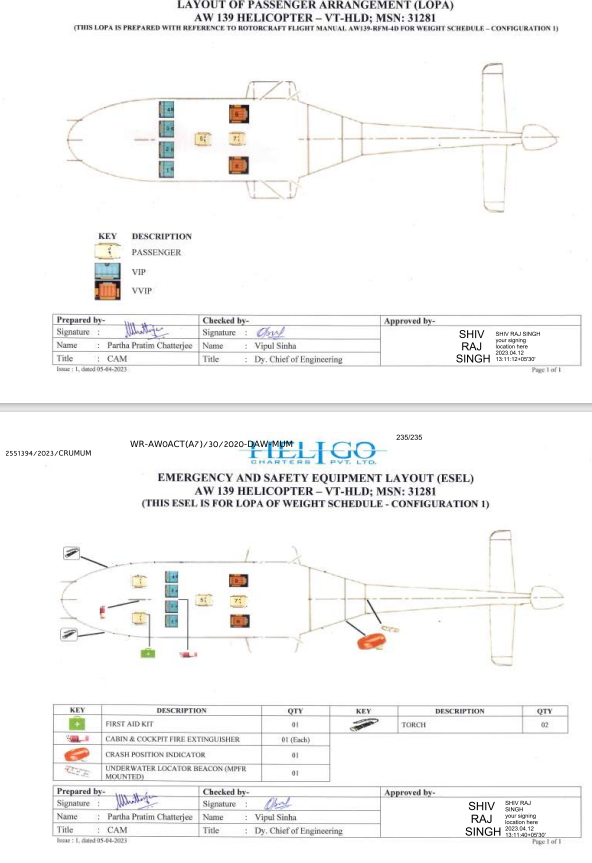 LAYOUT OF PASSENGER ARRANGEMENT (LOPA)
AW 139 HELICOPTER – VT-HLD; MSN: 31281
(THIS LOPA IS PREPARED WITH REFERENCE TO ROTORCRAFT FLIGHT MANUAL AW139-RFM-4D FOR WEIGHT SCHEDULE – CONFIGURATION 1)
KEY DESCRIPTION
PASSENGER
VIP
VVIP
Prepared by- Checked by- Approved by-
Signature : Signature :
Name : Partha Pratim Chatterjee Name : Vipul Sinha
Title : CAM Title : Dy. Chief of Engineering
SHIV RAJ SINGH
SHIV RAJ SINGH
your signing
location here
2023.04.12
13:11:12+05'30'
Issue : 1, dated 05-04-2023 Page 1 of 1
WR-AW0ACT(A7)/30/2020-DAW-MUM 235/235
2551394/2023/CRUMUM
HELIGO
CHARTERS PVT. LTD.
EMERGENCY AND SAFETY EQUIPMENT LAYOUT (ESEL)
AW 139 HELICOPTER – VT-HLD; MSN: 31281
(THIS ESEL IS FOR LOPA OF WEIGHT SCHEDULE - CONFIGURATION 1)
KEY DESCRIPTION QTY KEY DESCRIPTION QTY
FIRST AID KIT 01 TORCH 02
CABIN & COCKPIT FIRE EXTINGUISHER 01 (Each)
CRASH POSITION INDICATOR 01
UNDERWATER LOCATOR BEACON (MPFR MOUNTED) 01
Prepared by- Checked by- Approved by-
Signature : Signature :
Name : Partha Pratim Chatterjee Name : Vipul Sinha
Title : CAM Title : Dy. Chief of Engineering
SHIV
RAJ
SINGH
SHIV RAJ
SINGH
your signing
location here
2023.04.12
13:11:40+05'30'
Issue : 1, dated 05-04-2023 Page 1 of 1